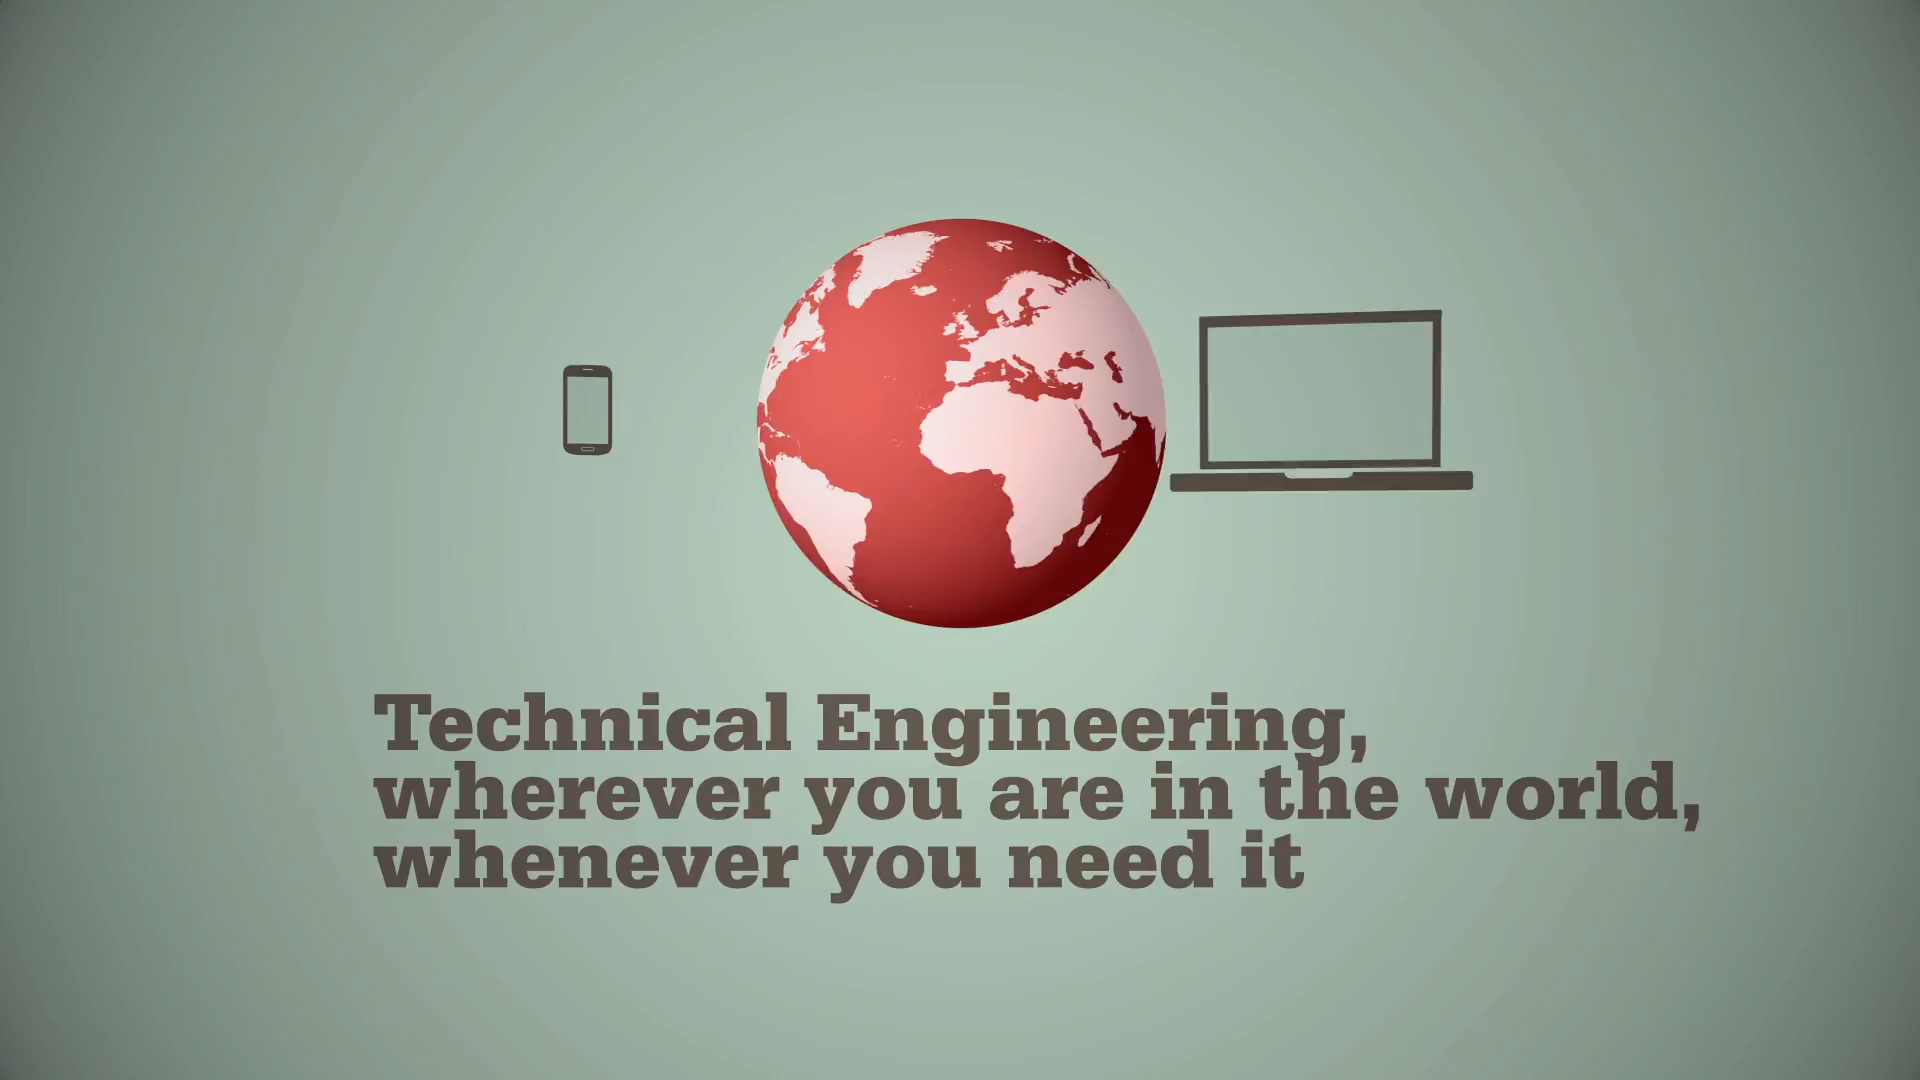 Technical Engineering,
wherever you are in the world,
whenever you need it